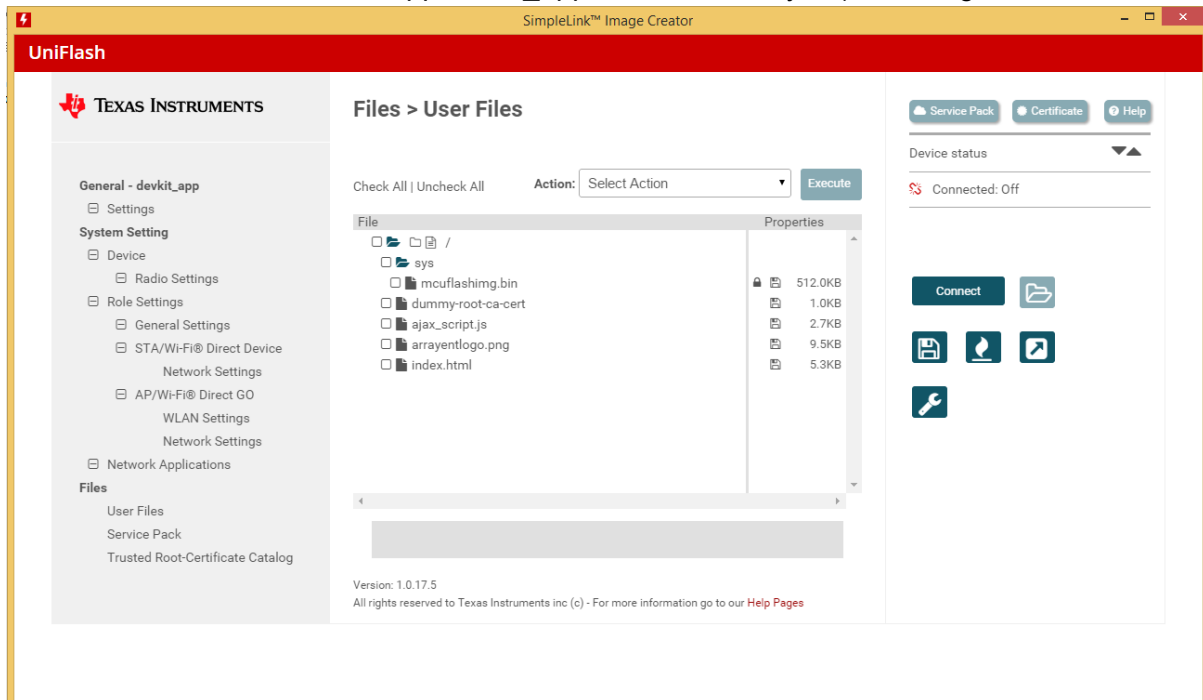 SimpleLink™ Image Creator
UniFlash
TEXAS INSTRUMENTS
General - devkit_app
Settings
System Setting
Device
Radio Settings
Role Settings
General Settings
STA/Wi-Fi® Direct Device
Network Settings
AP/Wi-Fi® Direct GO
WLAN Settings
Network Settings
Network Applications
Files
User Files
Service Pack
Trusted Root-Certificate Catalog
Files > User Files
Check All | Uncheck All Action: Select Action Execute
File Properties
/
sys
mcuflashimg.bin 512.0KB
dummy-root-ca-cert 1.0KB
ajax_script.js 2.7KB
arrayentlogo.png 9.5KB
index.html 5.3KB
Version: 1.0.17.5
All rights reserved to Texas Instruments inc (c) - For more information go to our Help Pages
Service Pack Certificate Help
Device status
Connected: Off
Connect